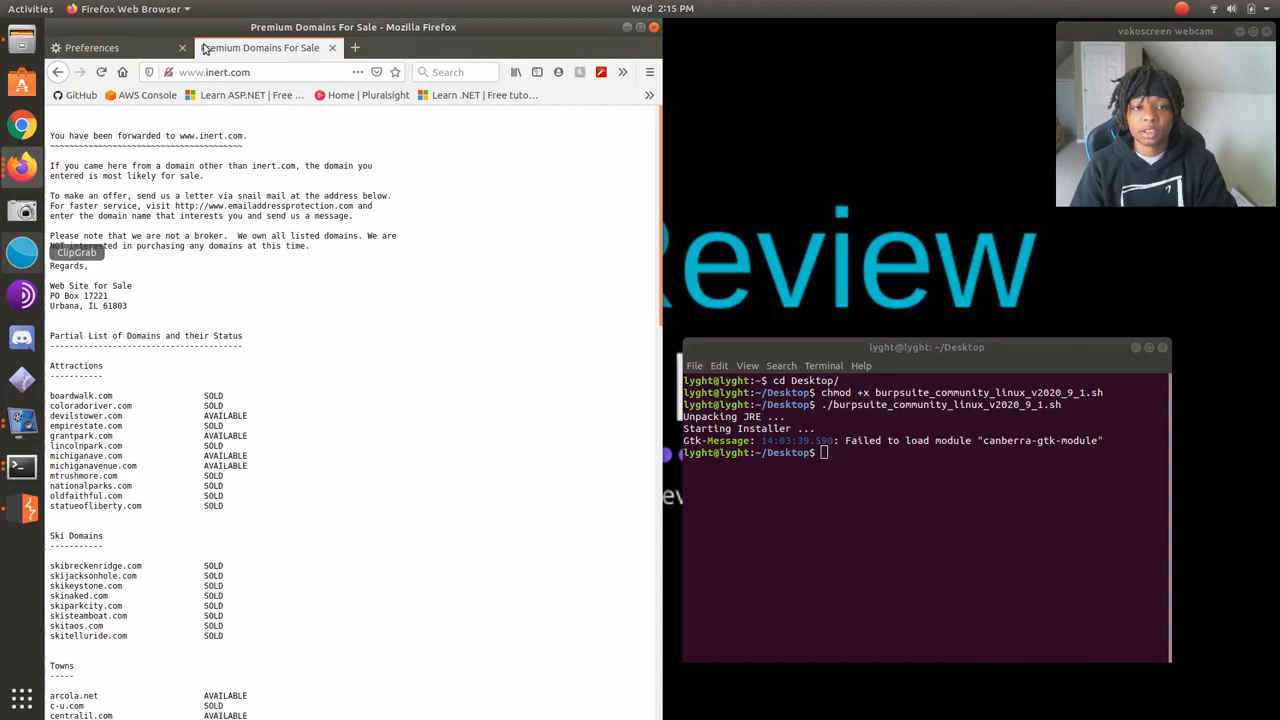 Activities
Firefox Web Browser
Wed 2:15 PM
Premium Domains For Sale - Mozilla Firefox
vokoscreen webcam
Preferences
Premium Domains For Sale
www.inert.com
Search
GitHub
AWS Console
Learn ASP.NET | Free ...
Home | Pluralsight
Learn .NET | Free tuto...
You have been forwarded to www.inert.com.
~~~~~~~~~~~~~~~~~~~~~~~~~~~~~~~~~~~~~~~~
If you came here from a domain other than inert.com, the domain you
entered is most likely for sale.
To make an offer, send us a letter via snail mail at the address below.
For faster service, visit http://www.emailaddressprotection.com and
enter the domain name that interests you and send us a message.
Please note that we are not a broker.  We own all listed domains. We are
NOT interested in purchasing any domains at this time.
ClipGrab
Regards,
Web Site for Sale
PO Box 17221
Urbana, IL 61803
Partial List of Domains and their Status
----------------------------------------
Attractions
-----------
boardwalk.com SOLD
coloradoriver.com SOLD
devilstower.com AVAILABLE
empirestate.com SOLD
grantpark.com AVAILABLE
lincolnpark.com SOLD
michiganave.com AVAILABLE
michiganavenue.com AVAILABLE
mtrushmore.com SOLD
nationalparks.com SOLD
oldfaithful.com SOLD
statueofliberty.com SOLD
Ski Domains
-----------
skibreckenridge.com SOLD
skijacksonhole.com SOLD
skikeystone.com SOLD
skinaked.com SOLD
skiparkcity.com SOLD
skisteamboat.com SOLD
skitaos.com SOLD
skitelluride.com SOLD
Towns
-----
arcola.net AVAILABLE
c-u.com SOLD
centralil.com AVAILABLE
Review
lyght@lyght: ~/Desktop
File Edit View Search Terminal Help
lyght@lyght:~$ cd Desktop/
lyght@lyght:~/Desktop$ chmod +x burpsuite_community_linux_v2020_9_1.sh
lyght@lyght:~/Desktop$ ./burpsuite_community_linux_v2020_9_1.sh
Unpacking JRE ...
Starting Installer ...
Gtk-Message: 14:03:39.590: Failed to load module "canberra-gtk-module"
lyght@lyght:~/Desktop$